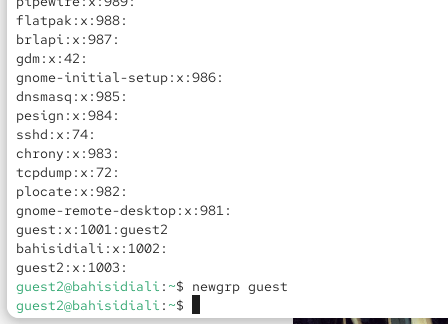 pipewire:x:989:
flatpak:x:988:
brlapi:x:987:
gdm:x:42:
gnome-initial-setup:x:986:
dnsmasq:x:985:
pesign:x:984:
sshd:x:74:
chrony:x:983:
tcpdump:x:72:
plocate:x:982:
gnome-remote-desktop:x:981:
guest:x:1001:guest2
bahisidiali:x:1002:
guest2:x:1003:
guest2@bahisidiali:~$ newgrp guest
guest2@bahisidiali:~$